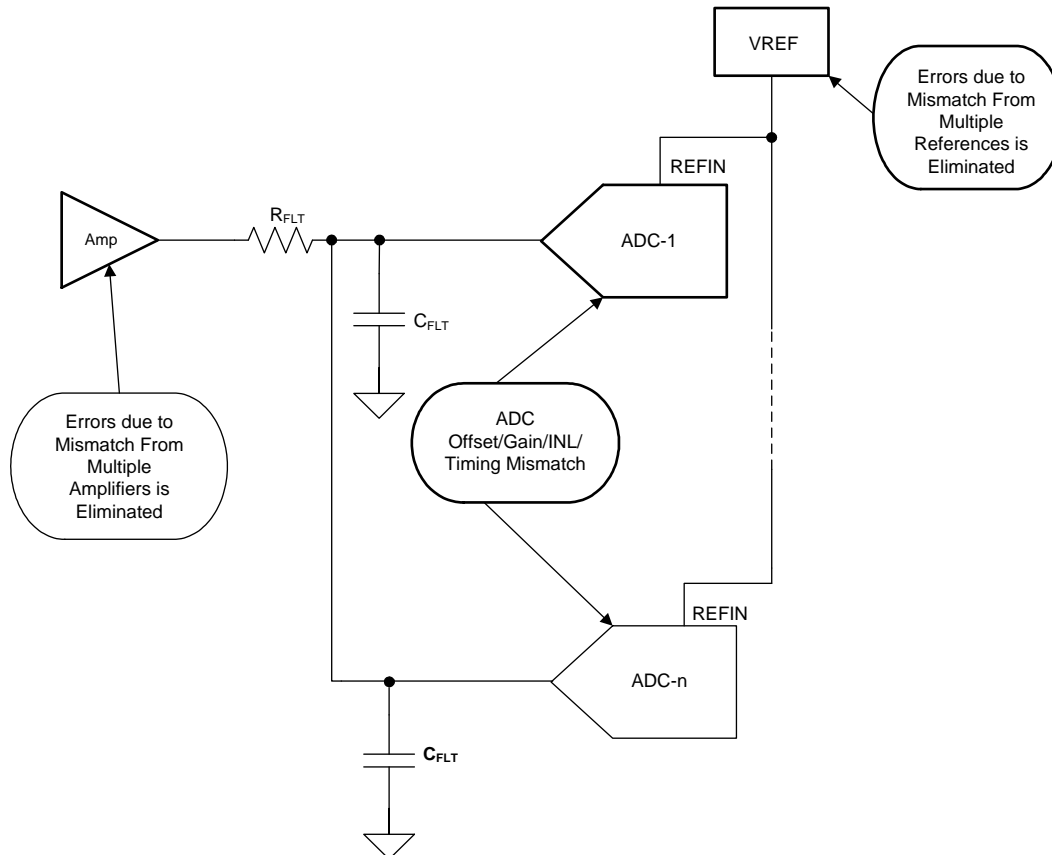 VREF
Errors due to
Mismatch From
Multiple
References is
Eliminated
REFIN
Amp
RFLT
ADC-1
CFLT
Errors due to
Mismatch From
Multiple
Amplifiers is
Eliminated
ADC
Offset/Gain/INL/
Timing Mismatch
REFIN
ADC-n
CFLT